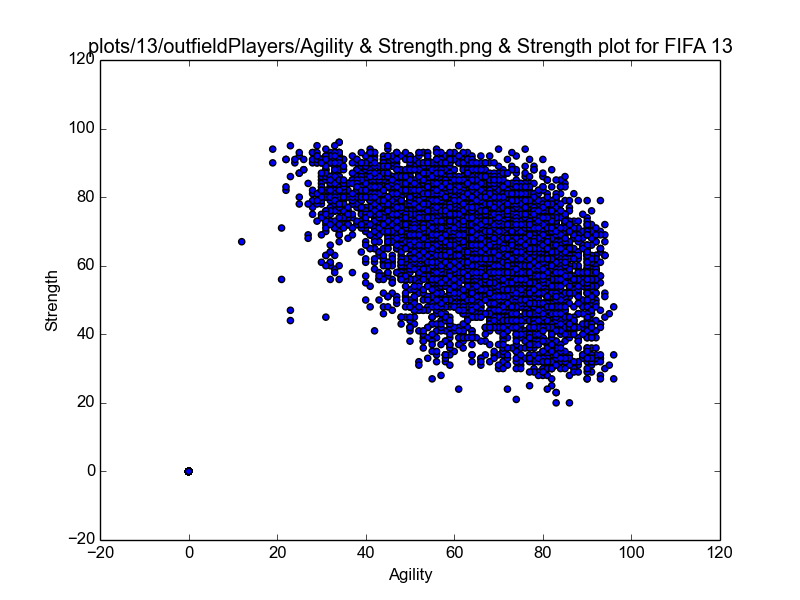 plots/13/outfieldPlayers/Agility & Strength.png & Strength plot for FIFA 13
120
100
80
60
40
20
0
−20
Strength
−20 0 20 40 60 80 100 120
Agility